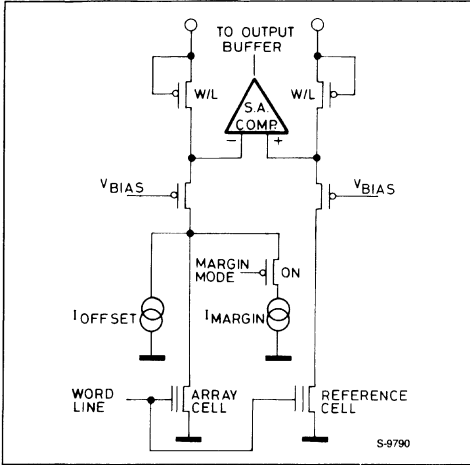 TO OUTPUT
BUFFER
W/L
W/L
S.A.
COMP.
−
+
VBIAS
VBIAS
MARGIN
MODE
ON
IOFFSET
IMARGIN
WORD
LINE
ARRAY
CELL
REFERENCE
CELL
S-9790